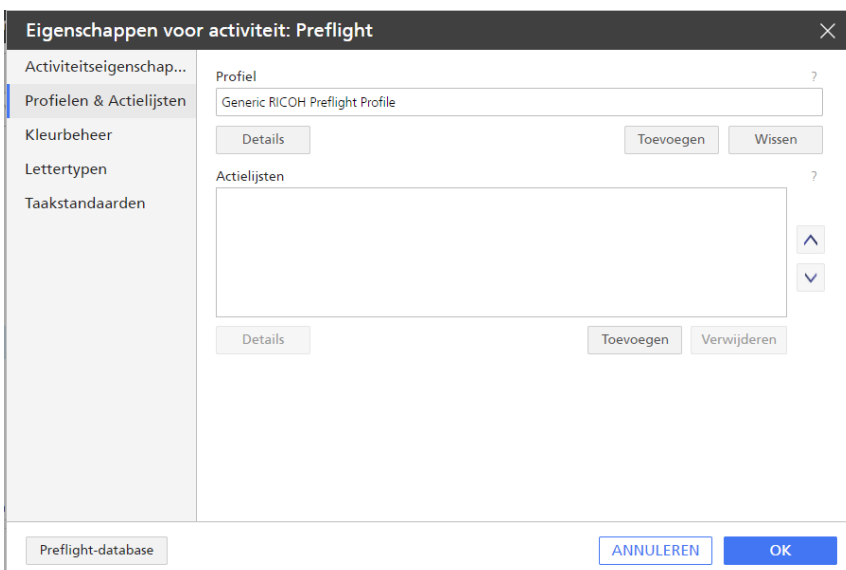 Eigenschappen voor activiteit: Preflight
Activiteitseigenschap...
Profielen & Actielijsten
Kleurbeheer
Lettertypen
Taakstandaarden
Profiel ?
Generic RICOH Preflight Profile
Details Toevoegen Wissen
Actielijsten ?
Details Toevoegen Verwijderen
Preflight-database ANNULEREN OK